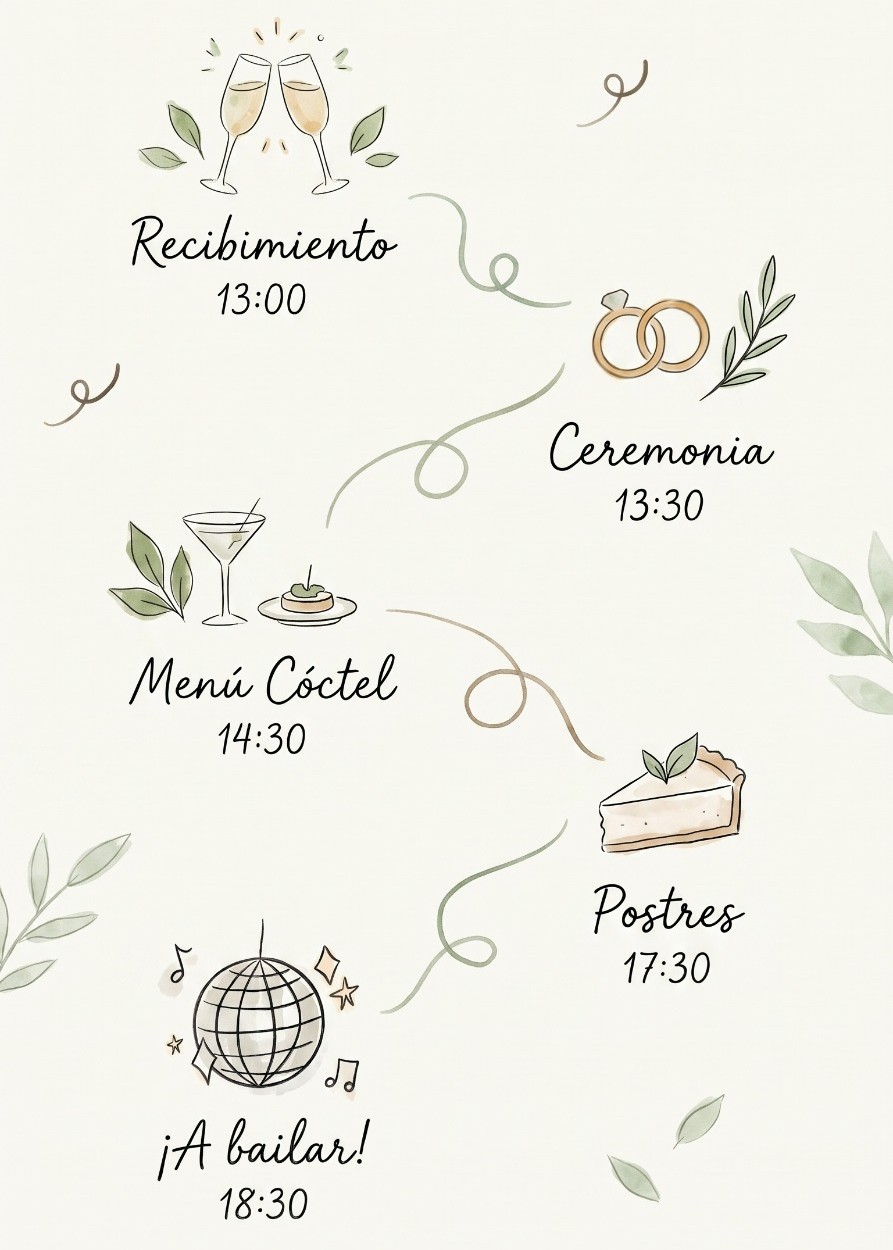 Recibimiento
13:00
Ceremonia
13:30
Menú Cóctel
14:30
Postres
17:30
¡A bailar!
18:30